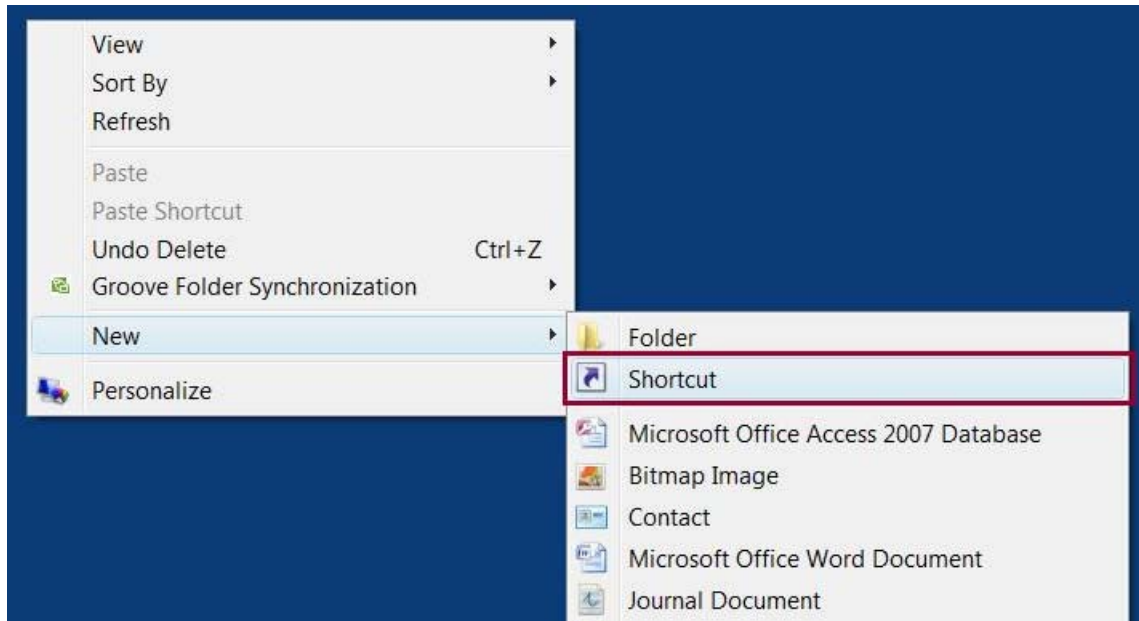 View
Sort By
Refresh
Paste
Paste Shortcut
Undo Delete Ctrl+Z
Groove Folder Synchronization
New
Personalize
Folder
Shortcut
Microsoft Office Access 2007 Database
Bitmap Image
Contact
Microsoft Office Word Document
Journal Document